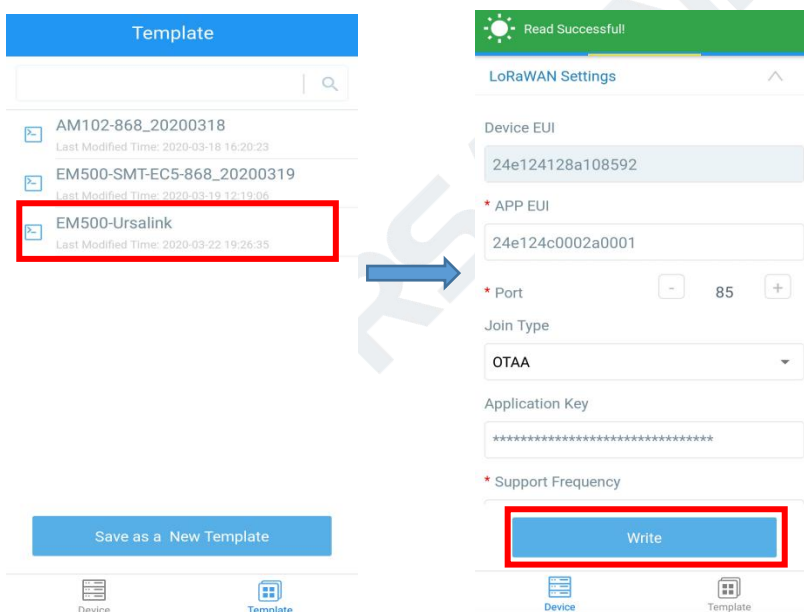 Template
AM102-868_20200318
Last Modified Time: 2020-03-18 16:20:23
EM500-SMT-EC5-868_20200319
Last Modified Time: 2020-03-19 12:19:06
EM500-Ursalink
Last Modified Time: 2020-03-22 19:26:35
Save as a New Template
Device
Template
Read Successful!
LoRaWAN Settings
Device EUI
24e124128a108592
* APP EUI
24e124c0002a0001
* Port
- 85 +
Join Type
OTAA
Application Key
********************************
* Support Frequency
Write
Device
Template